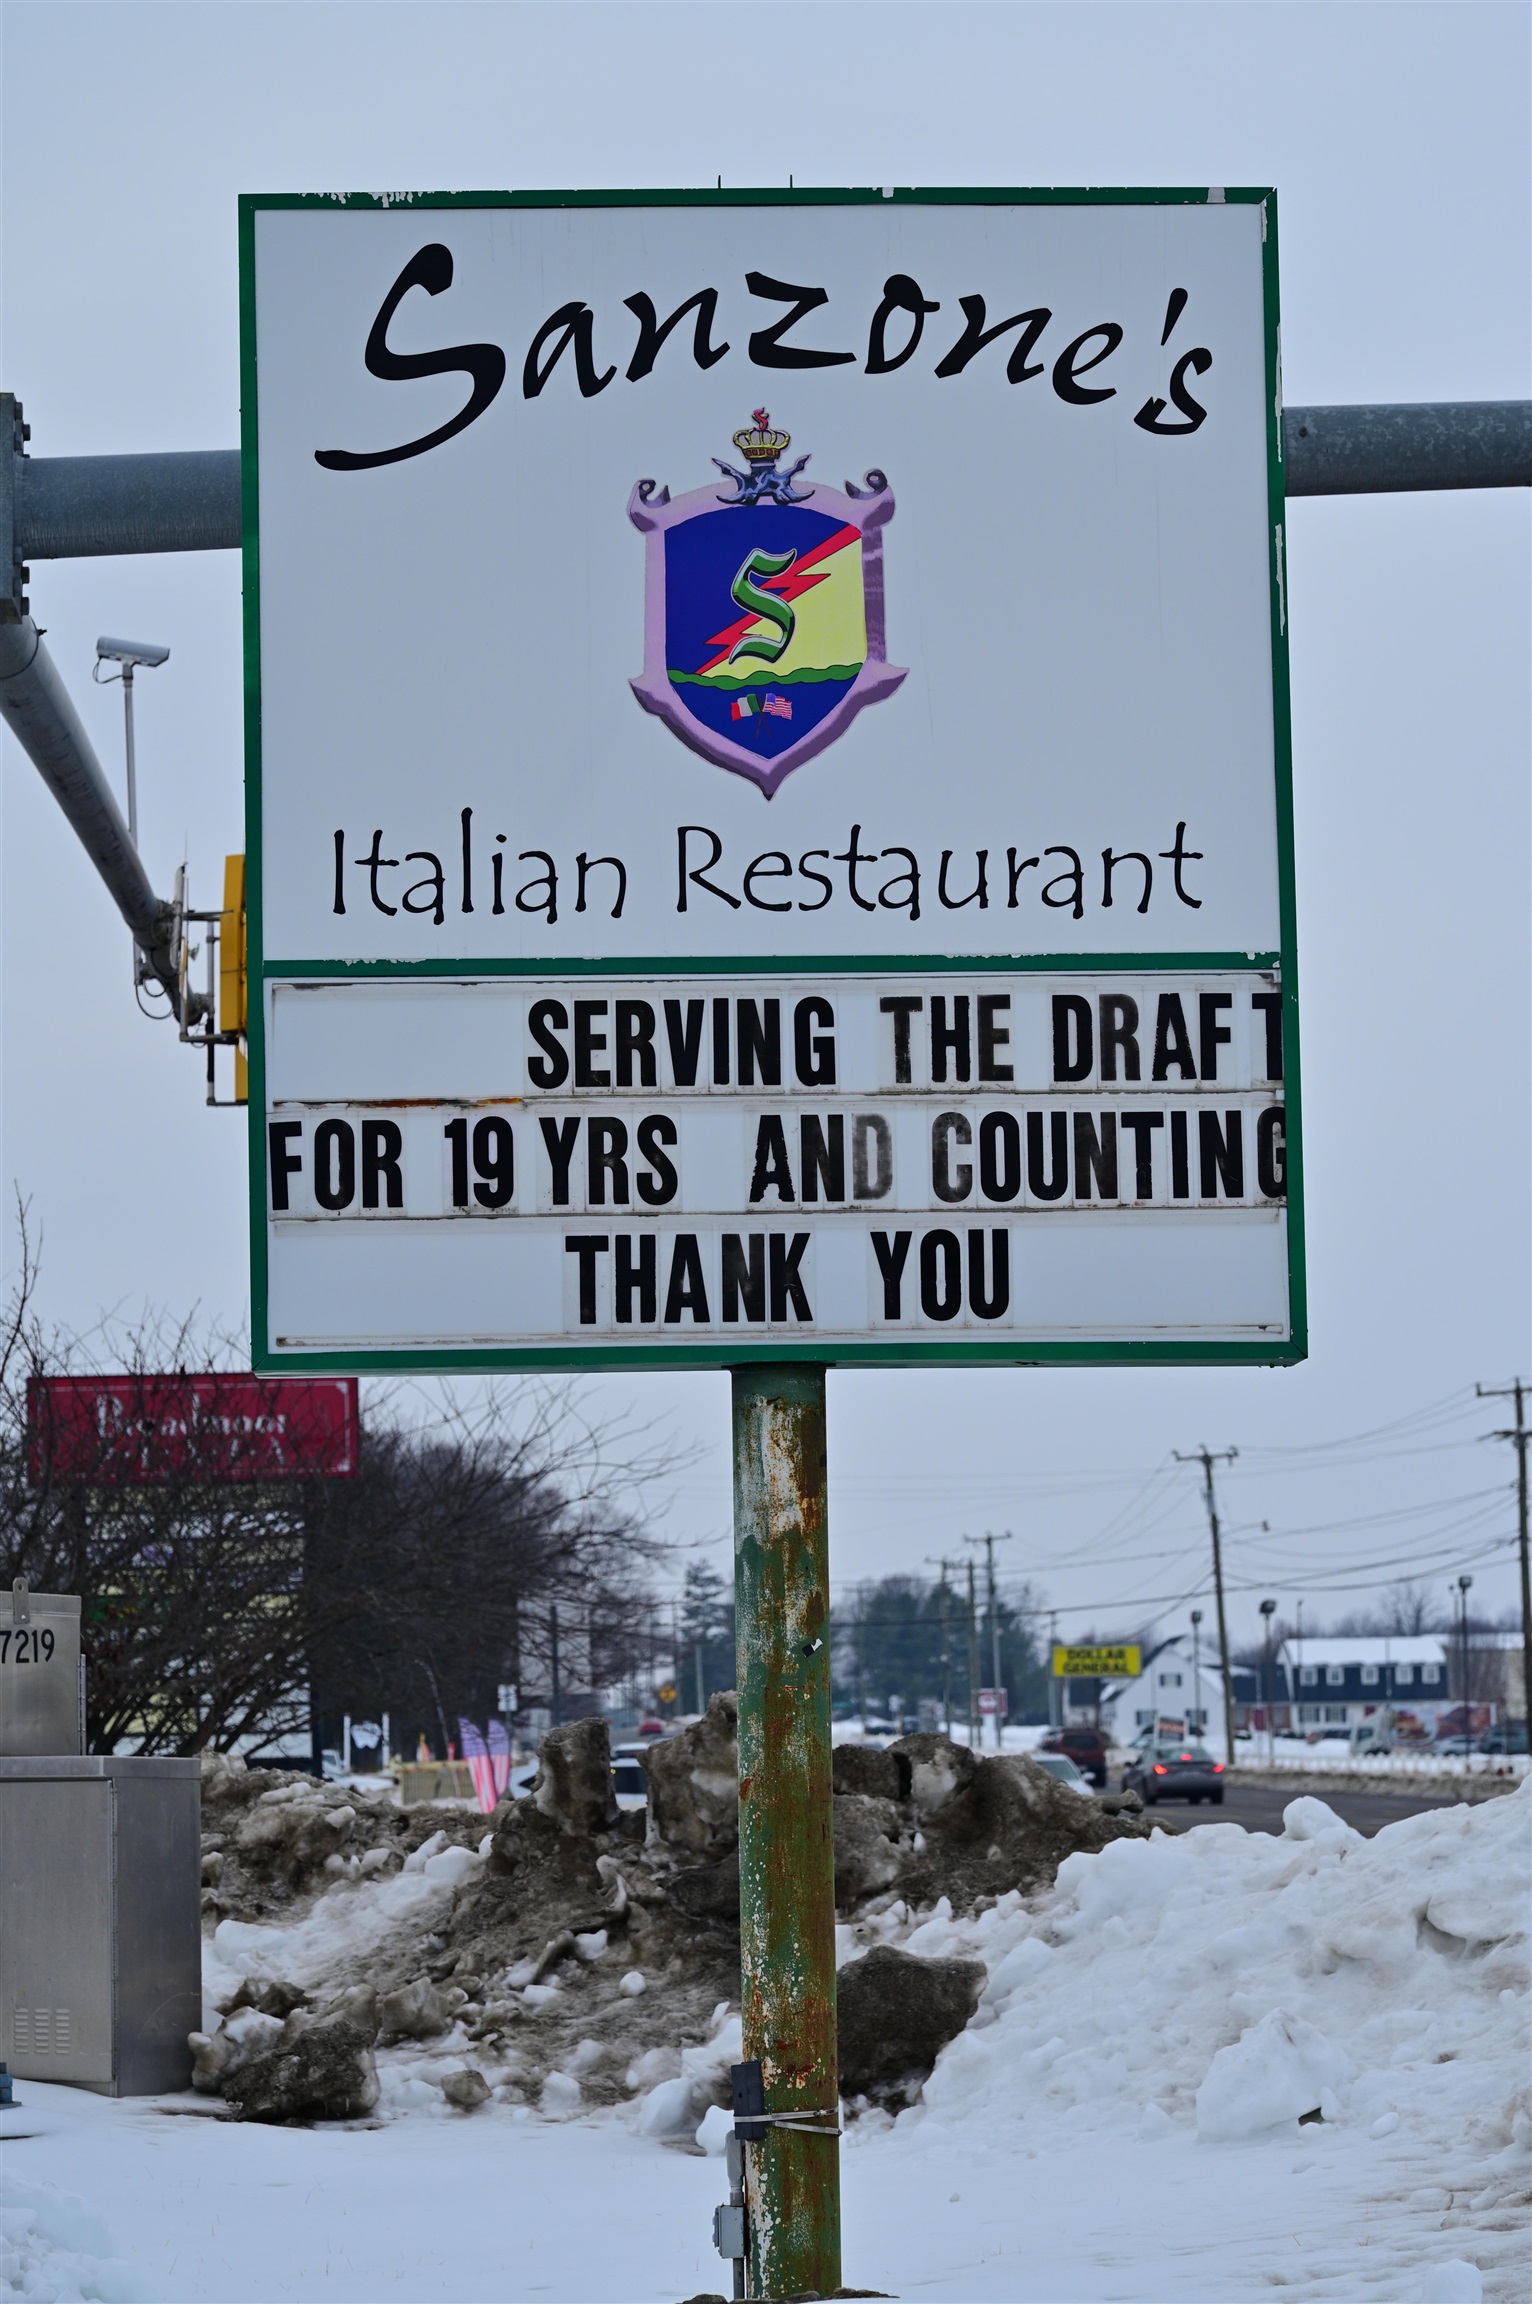 Sanzone's
S
Italian Restaurant
SERVING THE DRAFT
FOR 19 YRS AND COUNTING
THANK YOU
7219
DOLLAR
GENERAL